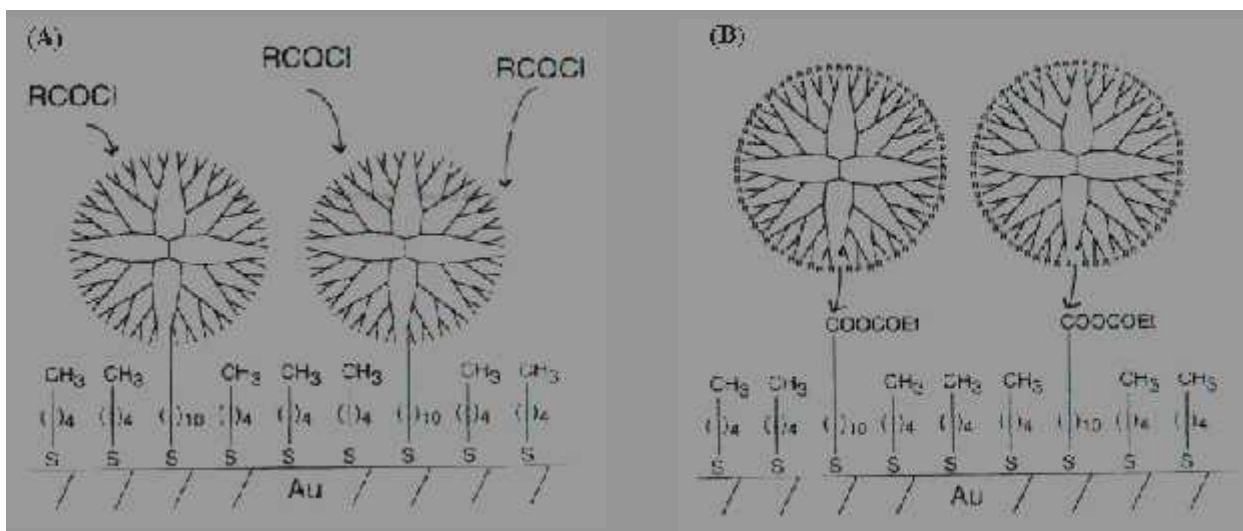 (A)
RCOCl
RCOCl
RCOCl
CH3 CH3 CH3 CH3 CH3 CH3 CH3
( )4 ( )4 ( )10 ( )4 ( )4 ( )4 ( )10 ( )4 ( )4
S S S S S S S S S
Au
(B)
COOCOEt COOCOEt
CH3 CH3 CH3 CH3 CH3 CH3 CH3
( )4 ( )4 ( )10 ( )4 ( )4 ( )4 ( )10 ( )4 ( )4
S S S S S S S S S
Au